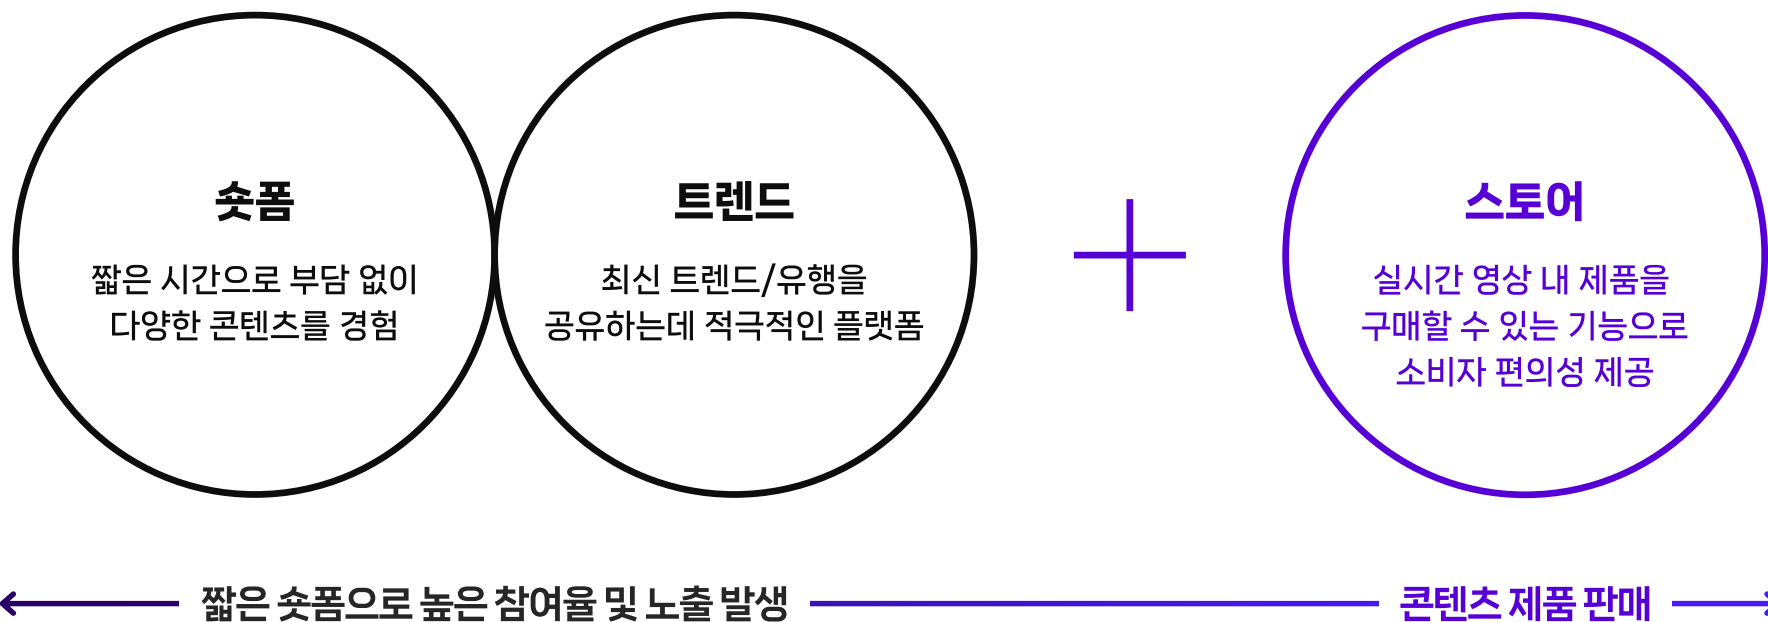 숏폼
짧은 시간으로 부담 없이
다양한 콘텐츠를 경험
트렌드
최신 트렌드/유행을
공유하는데 적극적인 플랫폼
스토어
실시간 영상 내 제품을
구매할 수 있는 기능으로
소비자 편의성 제공
짧은 숏폼으로 높은 참여율 및 노출 발생
콘텐츠 제품 판매